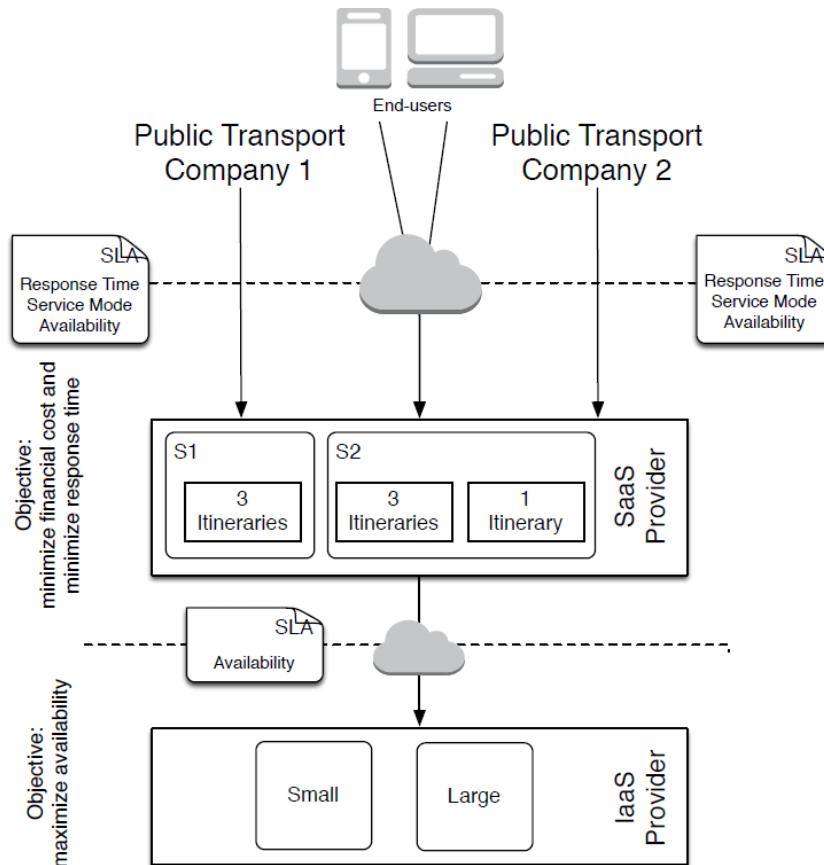 End-users
Public Transport
Company 1
Public Transport
Company 2
SLA
Response Time
Service Mode
Availability
SLA
Response Time
Service Mode
Availability
Objective:
minimize financial cost and
minimize response time
S1
3
Itineraries
S2
3
Itineraries
1
Itinerary
SaaS
Provider
SLA
Availability
Objective:
maximize availability
Small
Large
IaaS
Provider